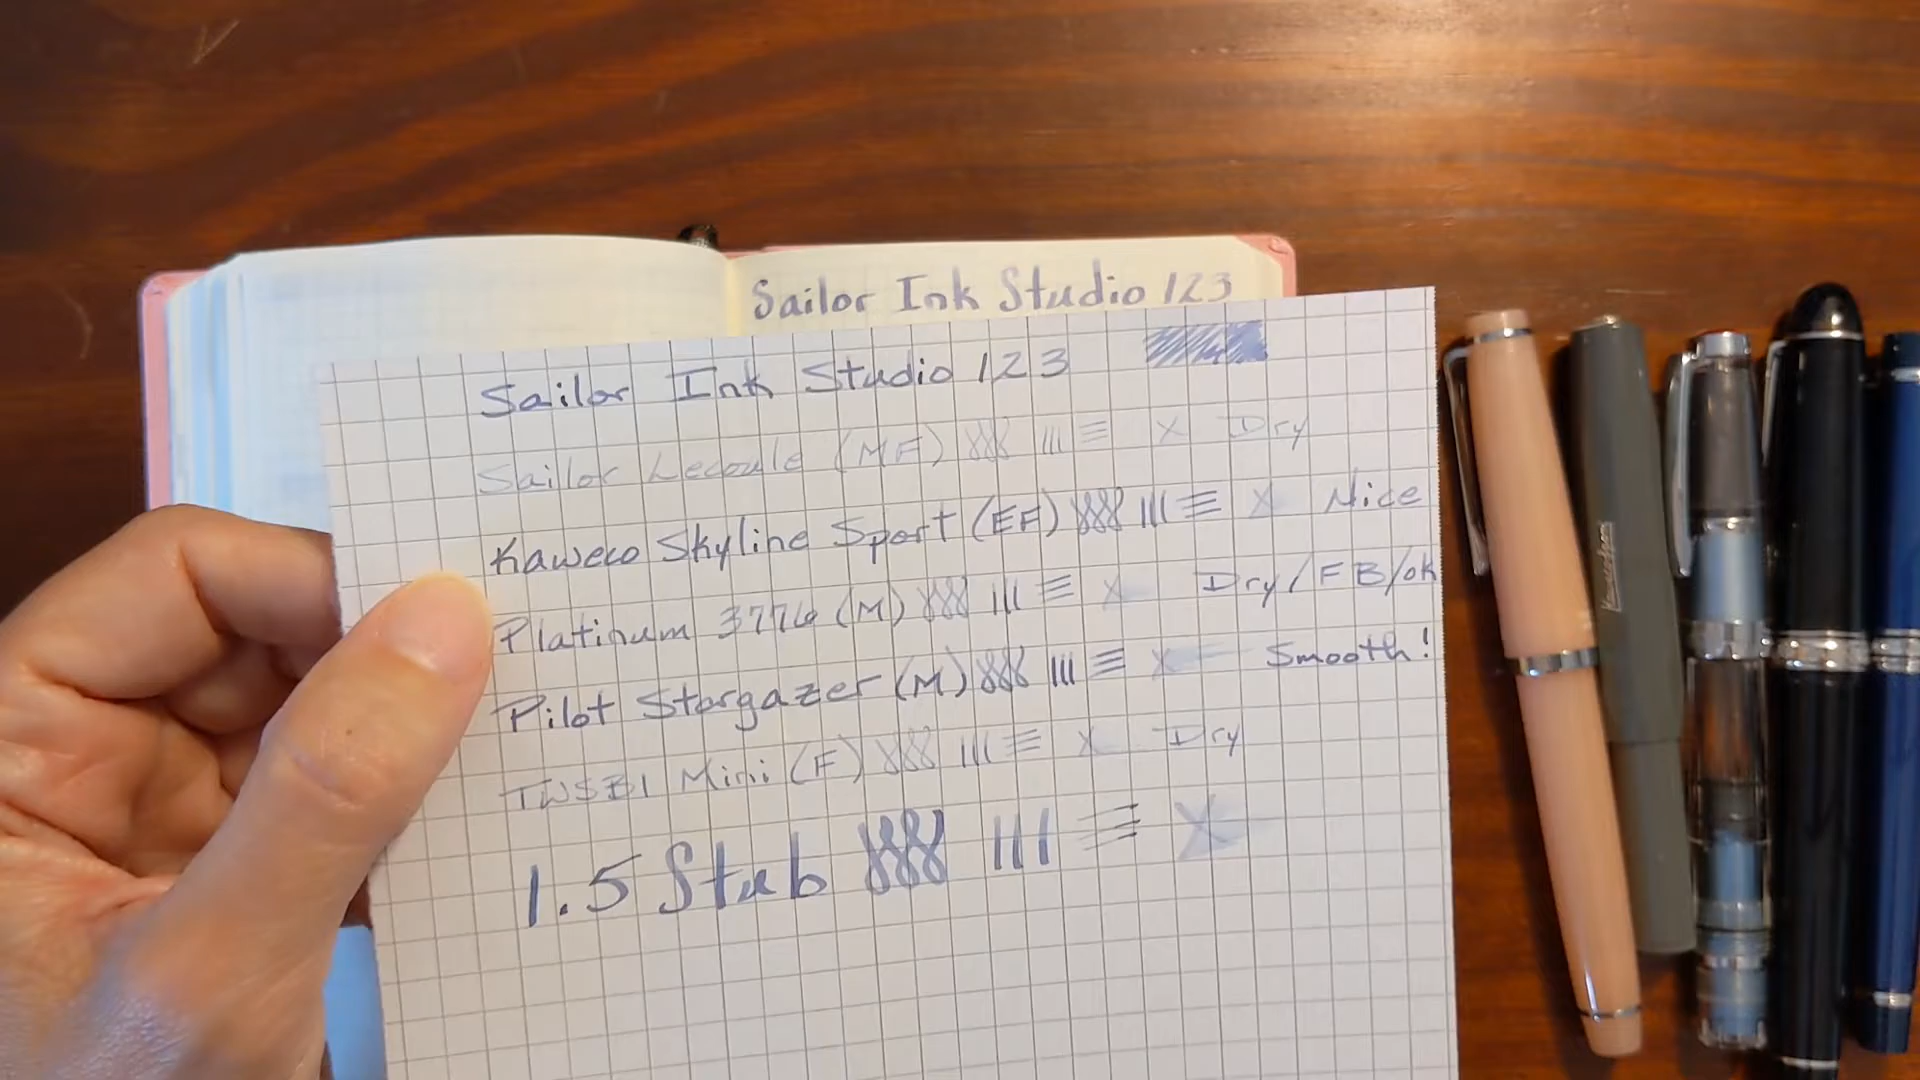 Sailor Ink Studio 123
Sailor Ink Studio 123
Sailor Lecoule (MF) X Dry
Kaweco Skyline Sport (EF) X Nice
Platinum 3776 (M) X Dry/FB/ok
Pilot Stargazer (M) X Smooth!
TWSBI Mini (F) X Dry
1.5 Stub X